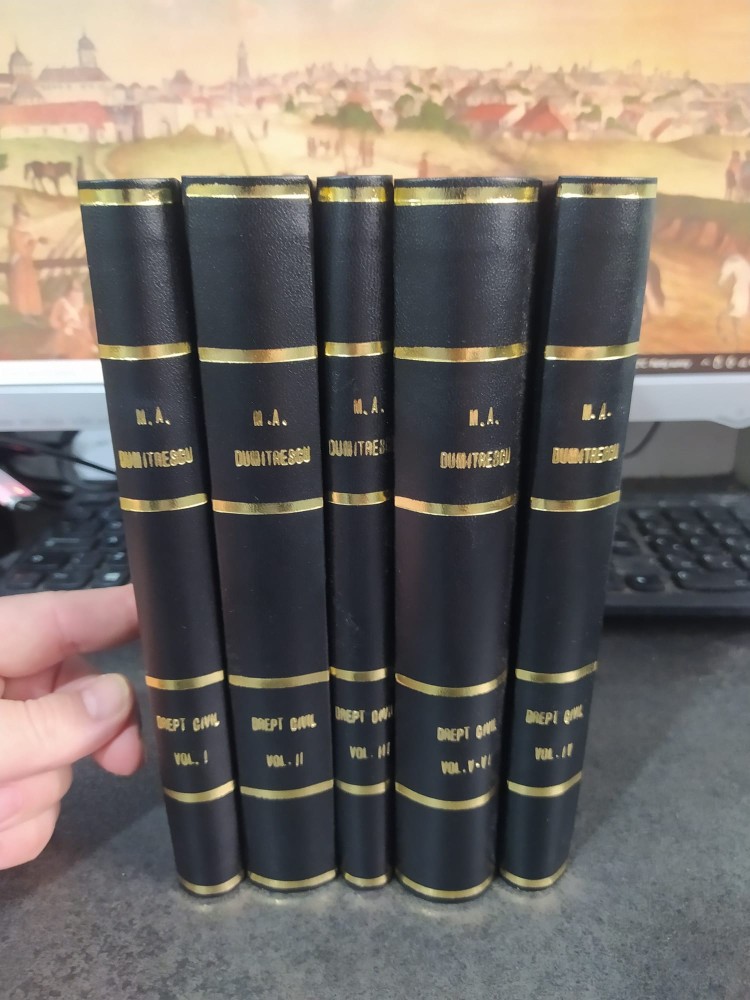 M.A.
DUMITRESCU
DREPT CIVIL
VOL. I
M.A.
DUMITRESCU
DREPT CIVIL
VOL. II
M.A.
DUMITRESCU
DREPT CIVIL
VOL. III
M.A.
DUMITRESCU
DREPT CIVIL
VOL. V-VI
M.A.
DUMITRESCU
DREPT CIVIL
VOL. IV